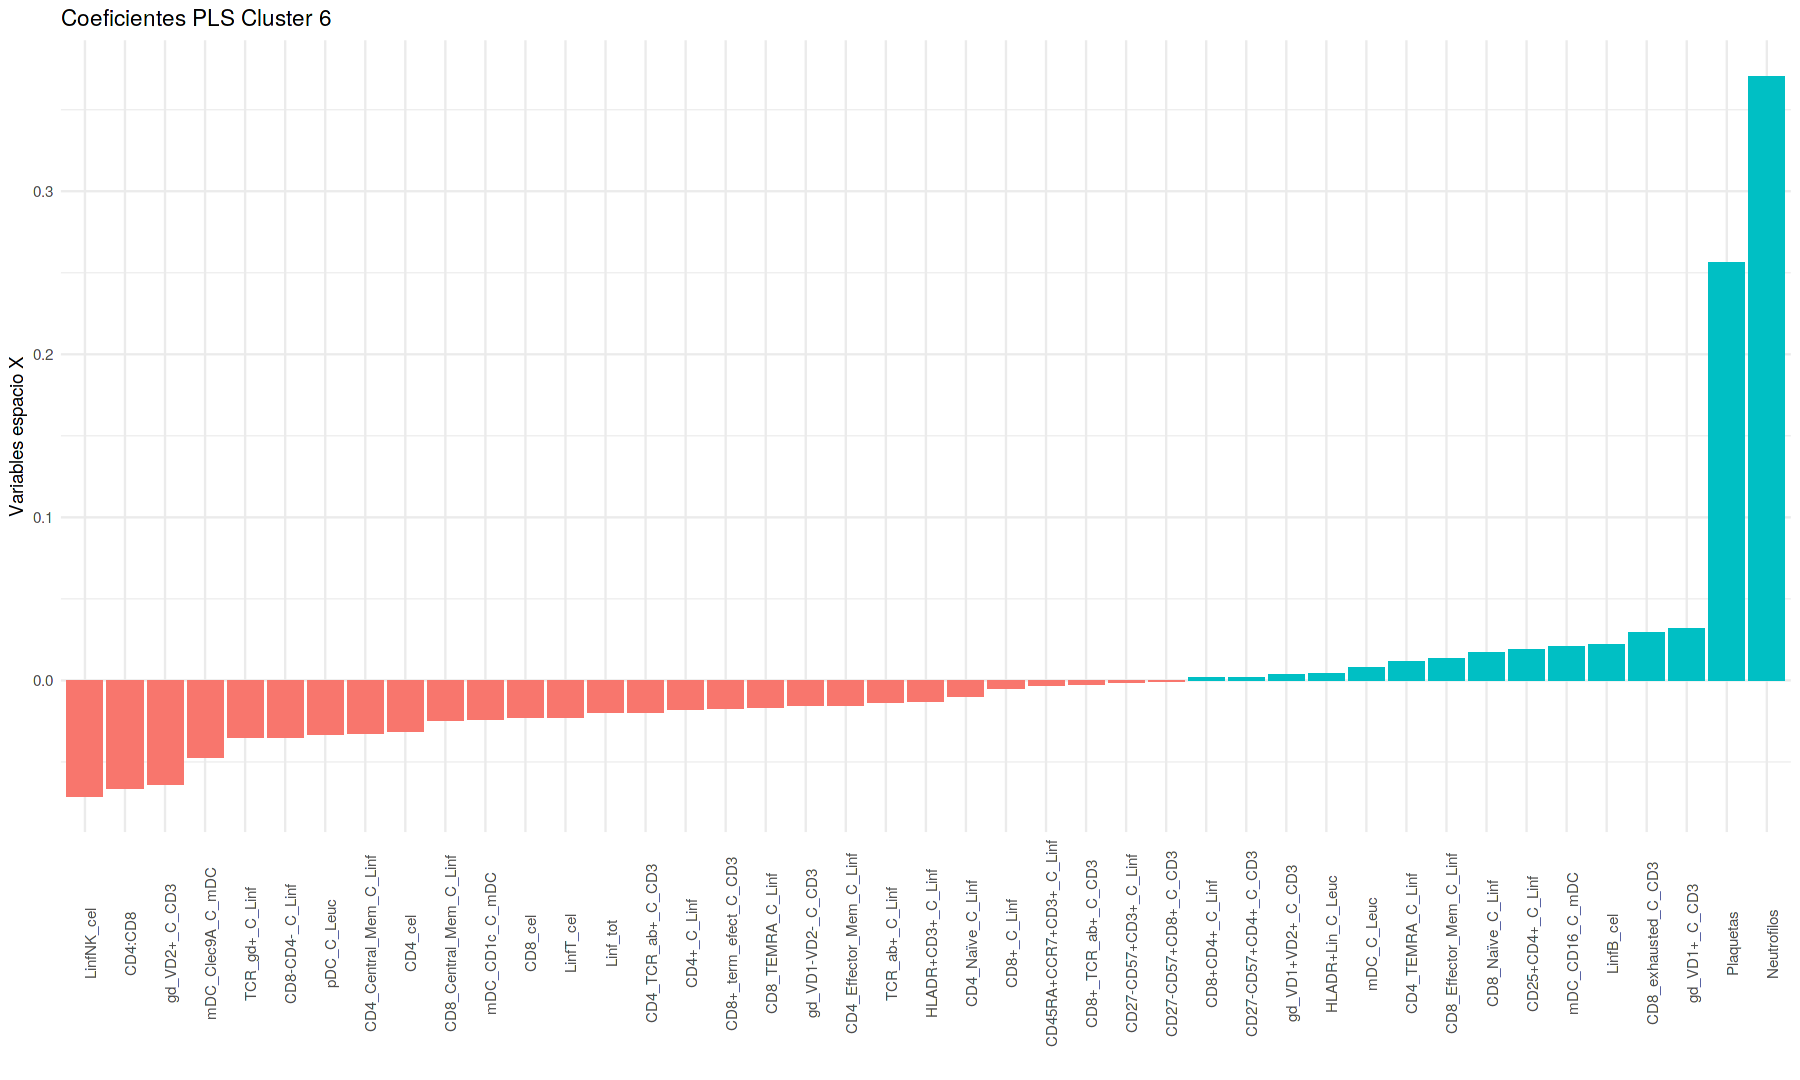 Coeficientes PLS Cluster 6
Variables espacio X
0.3
0.2
0.1
0.0
LinfNK_cel
CD4:CD8
gd_VD2+_C_CD3
mDC_Clec9A_C_mDC
TCR_gd+_C_Linf
CD8-CD4-_C_Linf
pDC_C_Leuc
CD4_Central_Mem_C_Linf
CD4_cel
CD8_Central_Mem_C_Linf
mDC_CD1c_C_mDC
CD8_cel
LinfT_cel
Linf_tot
CD4_TCR_ab+_C_CD3
CD4+_C_Linf
CD8+_term_efect_C_CD3
CD8_TEMRA_C_Linf
gd_VD1-VD2-_C_CD3
CD4_Effector_Mem_C_Linf
TCR_ab+_C_Linf
HLADR+CD3+_C_Linf
CD4_Naïve_C_Linf
CD8+_C_Linf
CD45RA+CCR7+CD3+_C_Linf
CD8+_TCR_ab+_C_CD3
CD27-CD57+CD3+_C_Linf
CD27-CD57+CD8+_C_CD3
CD8+CD4+_C_Linf
CD27-CD57+CD4+_C_CD3
gd_VD1+VD2+_C_CD3
HLADR+Lin_C_Leuc
mDC_C_Leuc
CD4_TEMRA_C_Linf
CD8_Effector_Mem_C_Linf
CD8_Naïve_C_Linf
CD25+CD4+_C_Linf
mDC_CD16_C_mDC
LinfB_cel
CD8_exhausted_C_CD3
gd_VD1+_C_CD3
Plaquetas
Neutrofilos